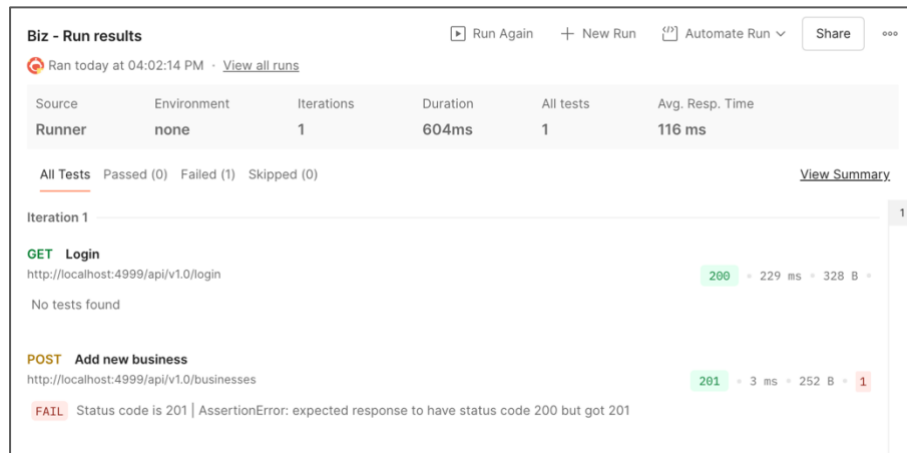 Biz - Run results
Run Again
New Run
Automate Run
Share
Ran today at 04:02:14 PM · View all runs
Source Environment Iterations Duration All tests Avg. Resp. Time
Runner none 1 604ms 1 116 ms
All Tests Passed (0) Failed (1) Skipped (0) View Summary
Iteration 1
1
GET Login
http://localhost:4999/api/v1.0/login
200 • 229 ms • 328 B •
No tests found
POST Add new business
http://localhost:4999/api/v1.0/businesses
201 • 3 ms • 252 B • 1
FAIL Status code is 201 | AssertionError: expected response to have status code 200 but got 201